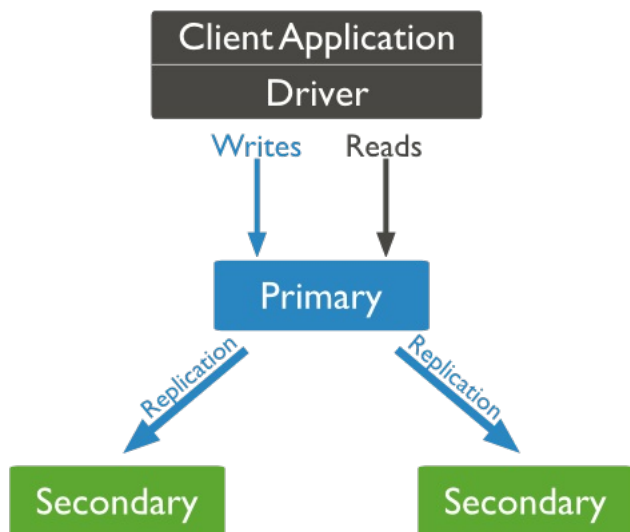 Client Application
Driver
Writes Reads
Primary
Replication Replication
Secondary Secondary